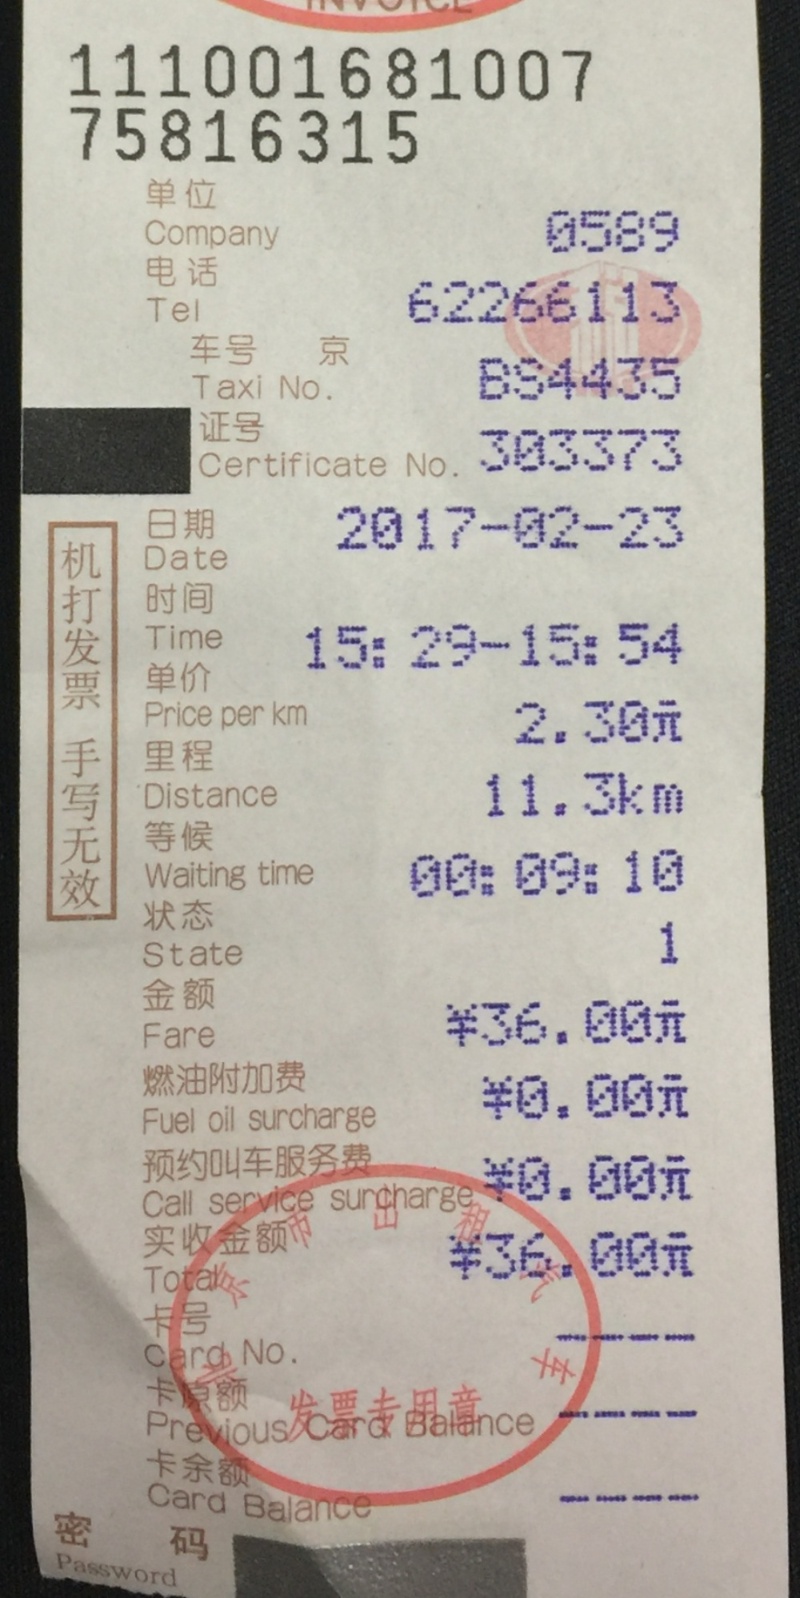 INVOICE
111001681007
75816315
单位
Company 0589
电话
Tel 62266113
车号 京
Taxi No. BS4435
证号
Certificate No. 303373
日期
Date 2017-02-23
时间
Time 15:29-15:54
单价
Price per km 2.30元
里程
Distance 11.3km
等候
Waiting time 00:09:10
状态
State 1
金额
Fare ¥36.00元
燃油附加费
Fuel oil surcharge ¥0.00元
预约叫车服务费
Call service surcharge ¥0.00元
实收金额
Total ¥36.00元
卡号
Card No. ----
卡原额
Previous Card Balance ----
卡余额
Card Balance ----
密 码
Password
机打发票 手写无效
北京市出租汽车
发票专用章